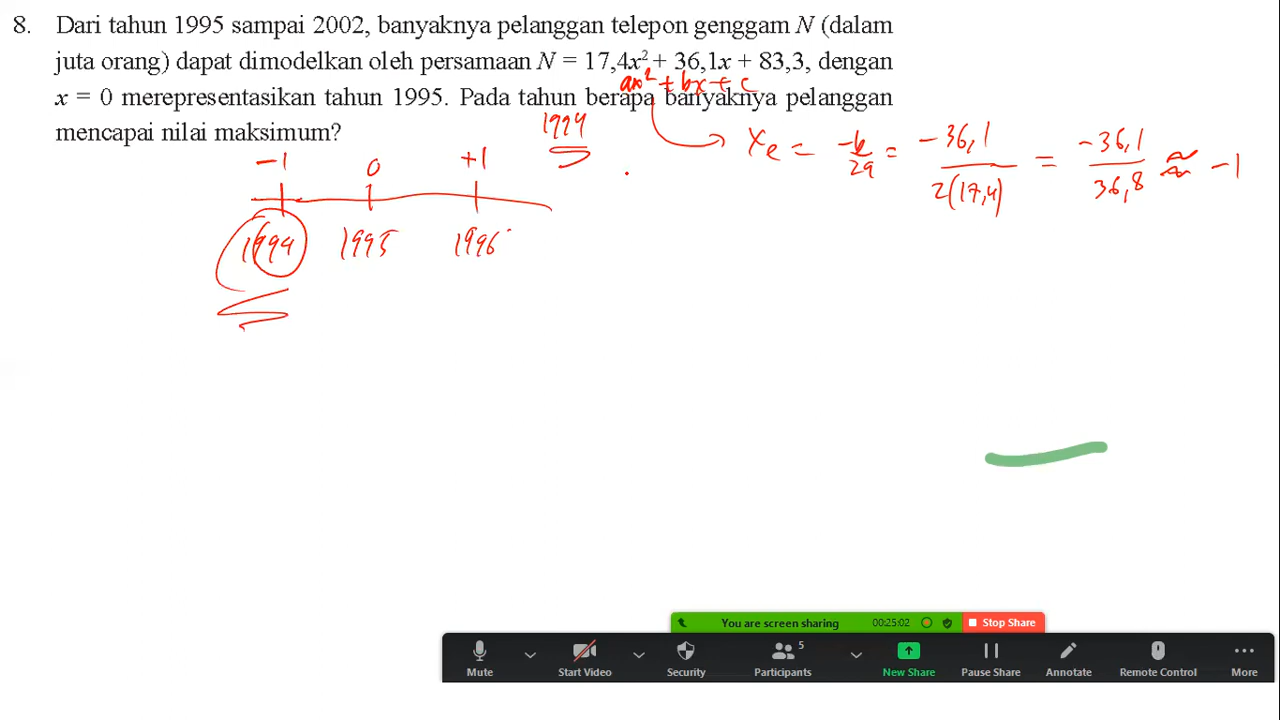 8. Dari tahun 1995 sampai 2002, banyaknya pelanggan telepon genggam N (dalam
juta orang) dapat dimodelkan oleh persamaan N = 17,4x² + 36,1x + 83,3, dengan
ax² + bx + c
x = 0 merepresentasikan tahun 1995. Pada tahun berapa banyaknya pelanggan
mencapai nilai maksimum?
1994
xe = -b/2a = -36,1/2(17,4) = -36,1/36,8 ≈ -1
-1 0 +1
1994 1995 1996
You are screen sharing 00:25:02 Stop Share
Mute Start Video Security Participants 5 New Share Pause Share Annotate Remote Control More